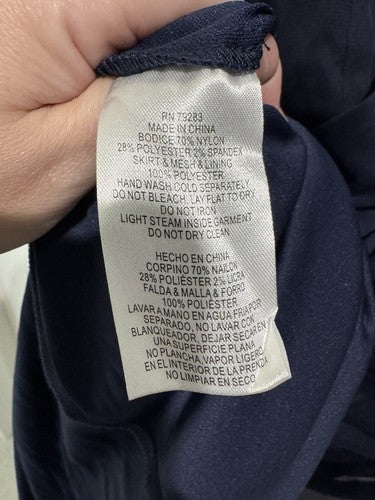 RN 79283
MADE IN CHINA
BODICE 70% NYLON
28% POLYESTER 2% SPANDEX
SKIRT & MESH & LINING
100% POLYESTER
HAND WASH COLD SEPARATELY
DO NOT BLEACH, LAY FLAT TO DRY
DO NOT IRON
LIGHT STEAM INSIDE GARMENT
DO NOT DRY CLEAN
HECHO EN CHINA
CORPINO 70% NAILON
28% POLIÉSTER 2% LICRA
FALDA & MALLA & FORRO
100% POLIÉSTER
LAVAR A MANO EN AGUA FRIA POR
SEPARADO, NO LAVAR CON
BLANQUEADOR, DEJAR SECAR EN
UNA SUPERFICIE PLANA
NO PLANCHA, VAPOR LIGERO
EN EL INTERIOR DE LA PRENDA
NO LIMPIAR EN SECO